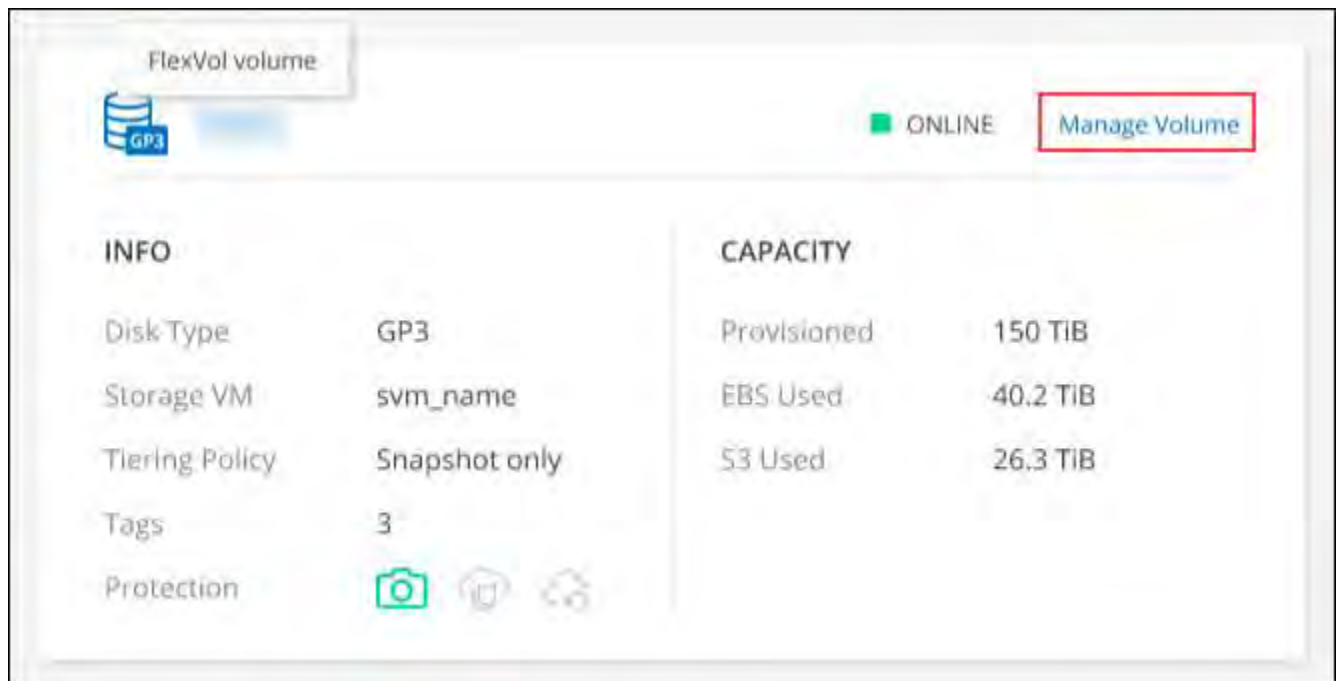 FlexVol volume
GP3
ONLINE
Manage Volume
INFO
Disk Type GP3
Storage VM svm_name
Tiering Policy Snapshot only
Tags 3
Protection
CAPACITY
Provisioned 150 TiB
EBS Used 40.2 TiB
S3 Used 26.3 TiB